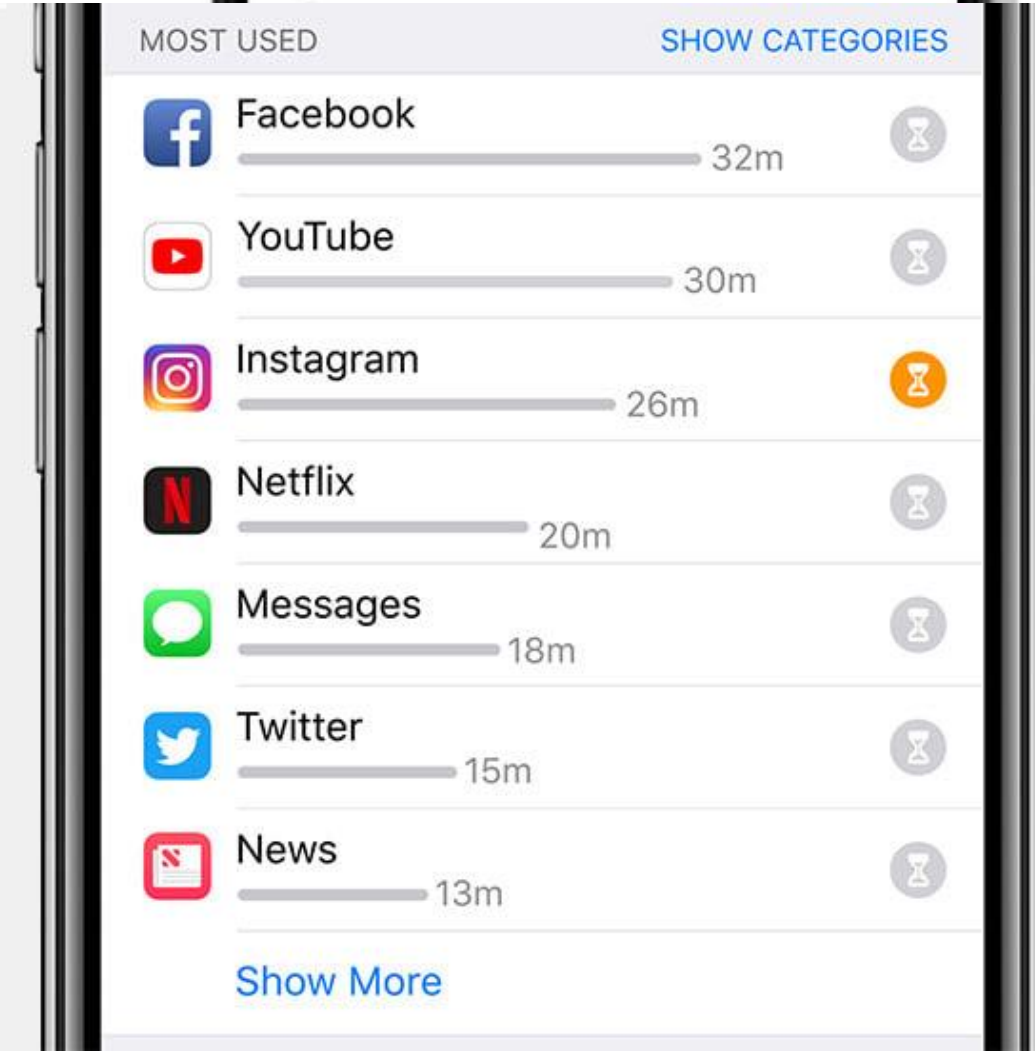 MOST USED SHOW CATEGORIES
Facebook
32m
YouTube
30m
Instagram
26m
Netflix
20m
Messages
18m
Twitter
15m
News
13m
Show More